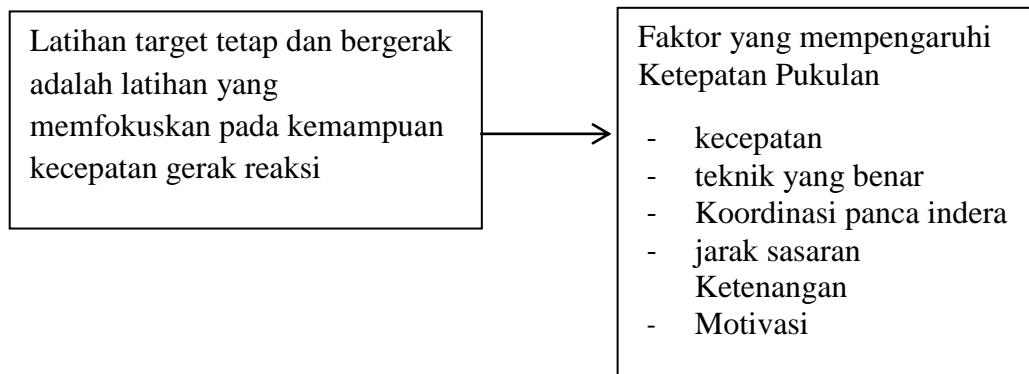 Latihan target tetap dan bergerak
adalah latihan yang
memfokuskan pada kemampuan
kecepatan gerak reaksi
Faktor yang mempengaruhi
Ketepatan Pukulan
- kecepatan
- teknik yang benar
- Koordinasi panca indera
- jarak sasaran
Ketenangan
- Motivasi